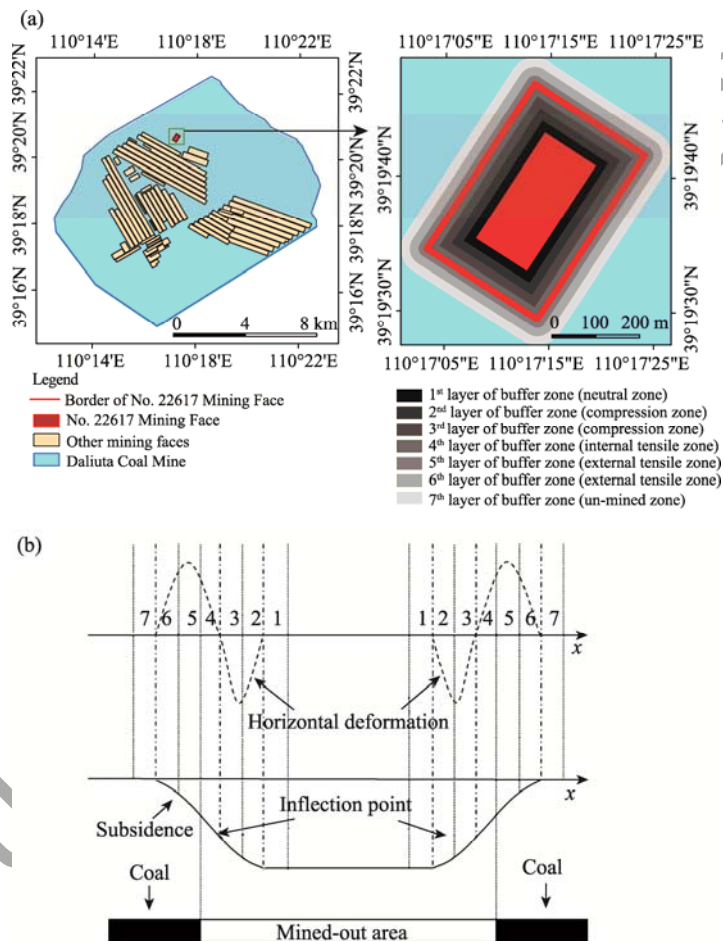 (a)
110°14'E 110°18'E 110°22'E
110°17'05"E 110°17'15"E 110°17'25"E
39°22'N 39°20'N 39°18'N 39°16'N
39°22'N 39°20'N 39°18'N 39°16'N
39°19'40"N 39°19'30"N
39°19'40"N 39°19'30"N
0 4 8 km
0 100 200 m
110°14'E 110°18'E 110°22'E
110°17'05"E 110°17'15"E 110°17'25"E
Legend
Border of No. 22617 Mining Face
No. 22617 Mining Face
Other mining faces
Daliuta Coal Mine
1st layer of buffer zone (neutral zone)
2nd layer of buffer zone (compression zone)
3rd layer of buffer zone (compression zone)
4th layer of buffer zone (internal tensile zone)
5th layer of buffer zone (external tensile zone)
6th layer of buffer zone (external tensile zone)
7th layer of buffer zone (un-mined zone)
(b)
7 6 5 4 3 2 1 1 2 3 4 5 6 7
x
Horizontal deformation
x
Inflection point
Subsidence
Coal Coal
Mined-out area